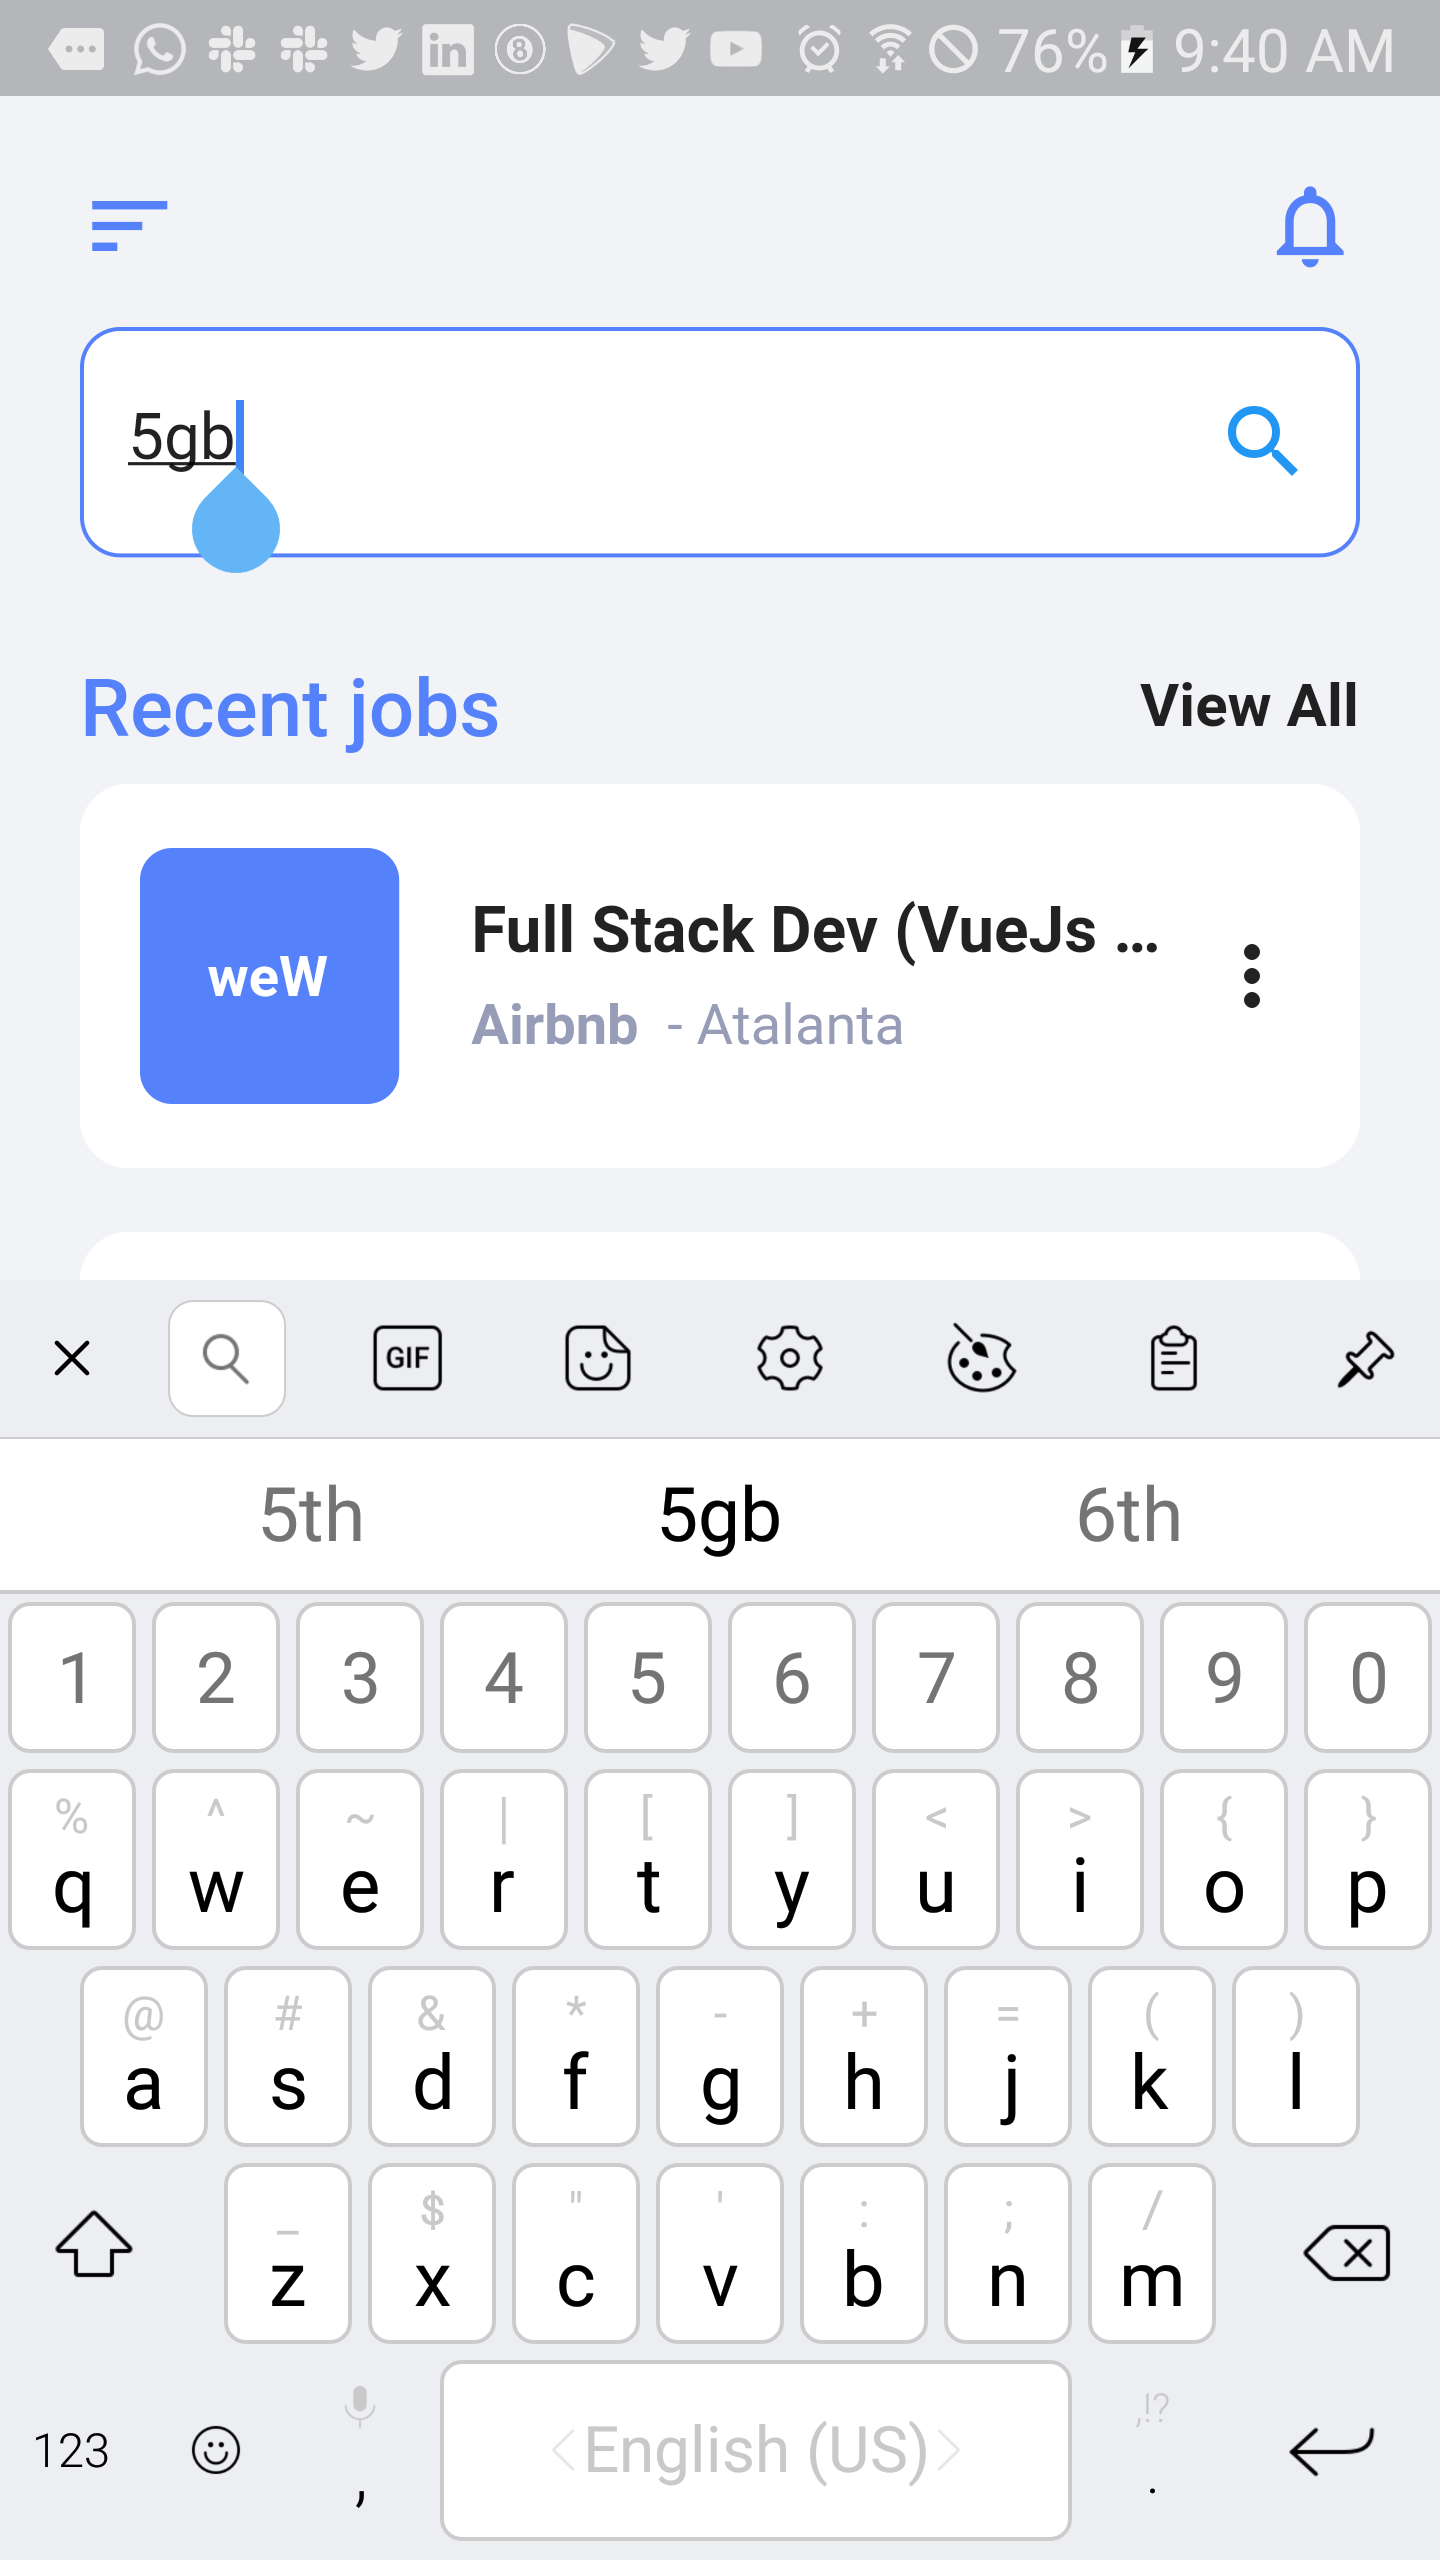 76% 9:40 AM
5gb
Recent jobs View All
weW
Full Stack Dev (VueJs ...
Airbnb - Atalanta
GIF
5th 5gb 6th
1 2 3 4 5 6 7 8 9 0
% ^ ~ | [ ] < > { }
q w e r t y u i o p
@ # & * - + = ( )
a s d f g h j k l
_ $ " ' : ; /
z x c v b n m
,!?
123 , <English (US)> .